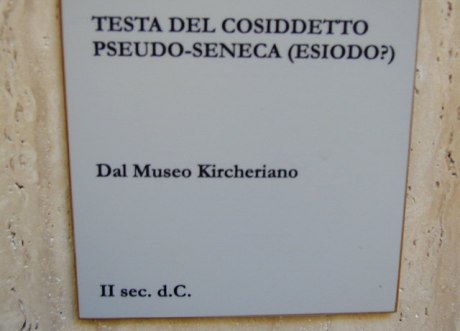 TESTA DEL COSIDDETTO
PSEUDO-SENECA (ESIODO?)
Dal Museo Kircheriano
II sec. d.C.